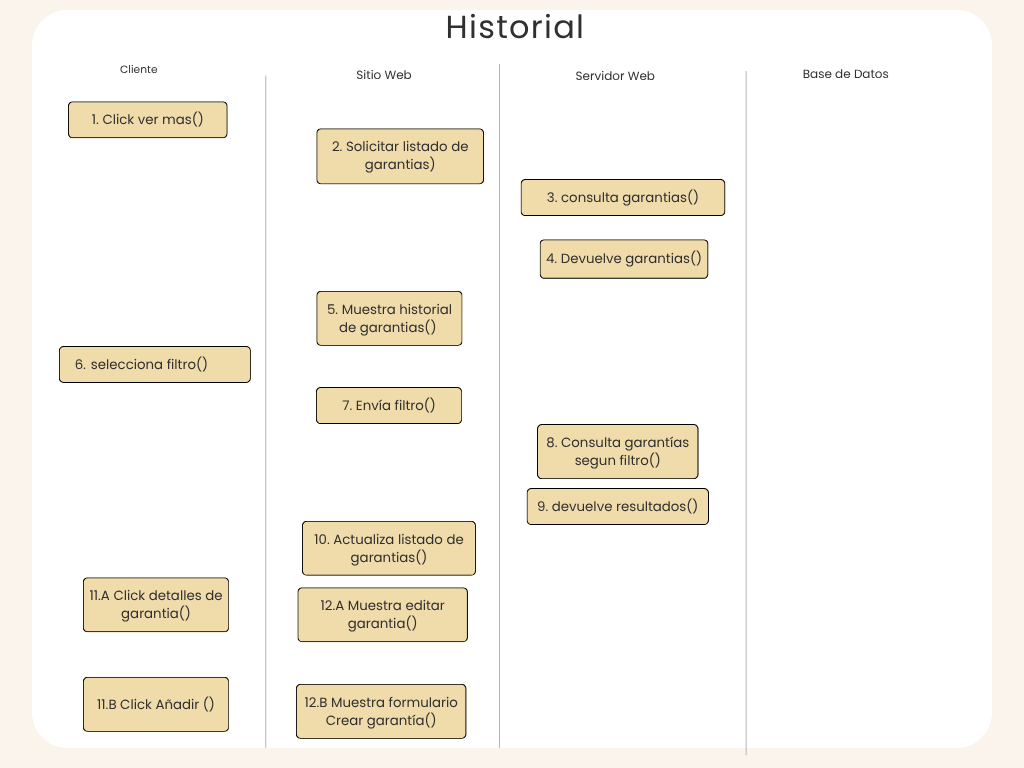 Historial
Cliente
Sitio Web
Servidor Web
Base de Datos
1. Click ver mas()
2. Solicitar listado de
garantias)
3. consulta garantias()
4. Devuelve garantias()
5. Muestra historial
de garantias()
6. selecciona filtro()
7. Envía filtro()
8. Consulta garantías
segun filtro()
9. devuelve resultados()
10. Actualiza listado de
garantias()
11.A Click detalles de
garantia()
12.A Muestra editar
garantia()
11.B Click Añadir ()
12.B Muestra formulario
Crear garantía()